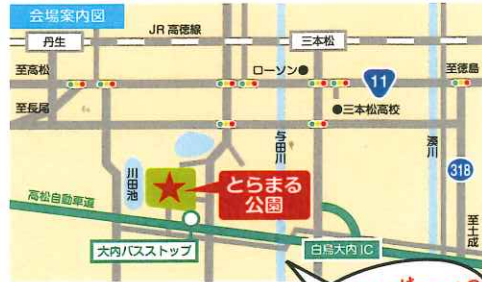 会場案内図
JR高徳線
丹生
三本松
至高松
ローソン
11
至徳島
至長尾
三本松高校
与田川
湊川
318
川田池
とらまる
公園
高松自動車道
至土成
大内バスストップ
白鳥大内IC